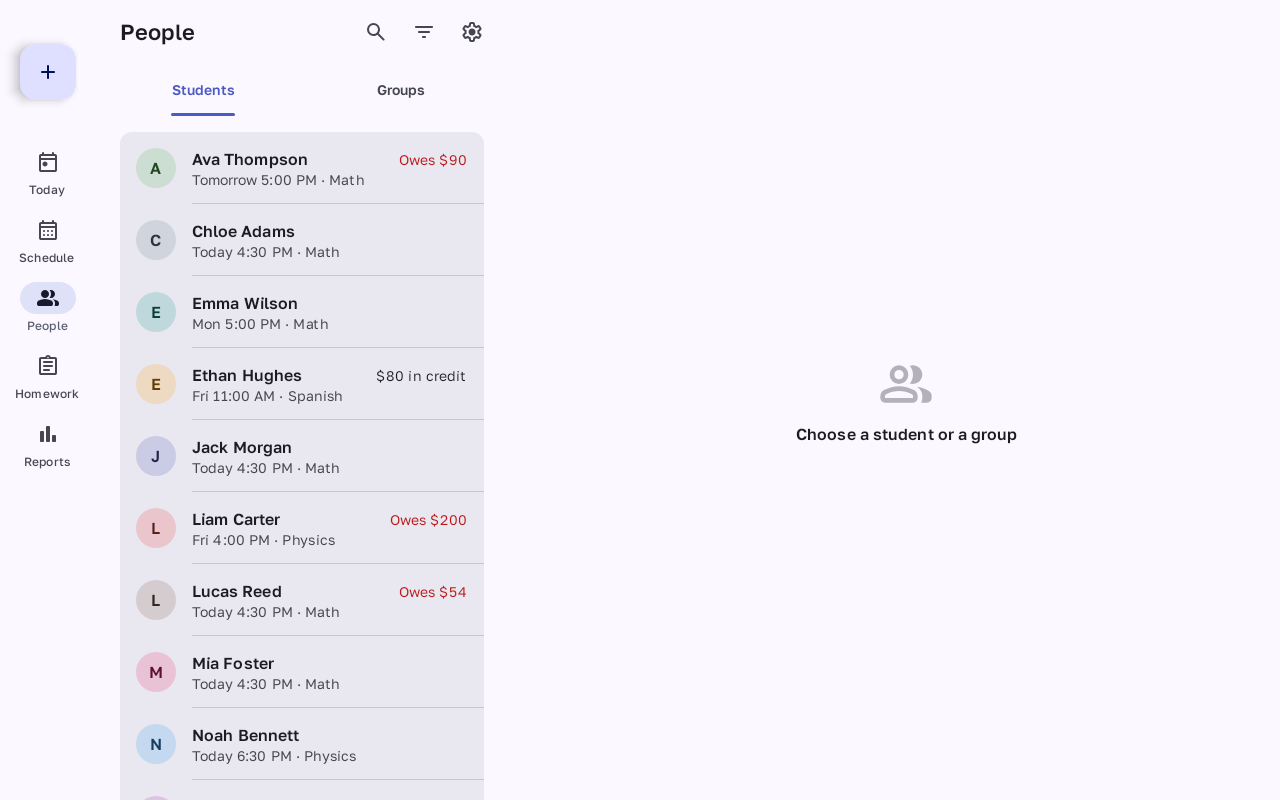 People
Students
Groups
Today
Schedule
People
Homework
Reports
A
Ava Thompson
Owes $90
Tomorrow 5:00 PM · Math
C
Chloe Adams
Today 4:30 PM · Math
E
Emma Wilson
Mon 5:00 PM · Math
E
Ethan Hughes
$80 in credit
Fri 11:00 AM · Spanish
J
Jack Morgan
Today 4:30 PM · Math
L
Liam Carter
Owes $200
Fri 4:00 PM · Physics
L
Lucas Reed
Owes $54
Today 4:30 PM · Math
M
Mia Foster
Today 4:30 PM · Math
N
Noah Bennett
Today 6:30 PM · Physics
Choose a student or a group